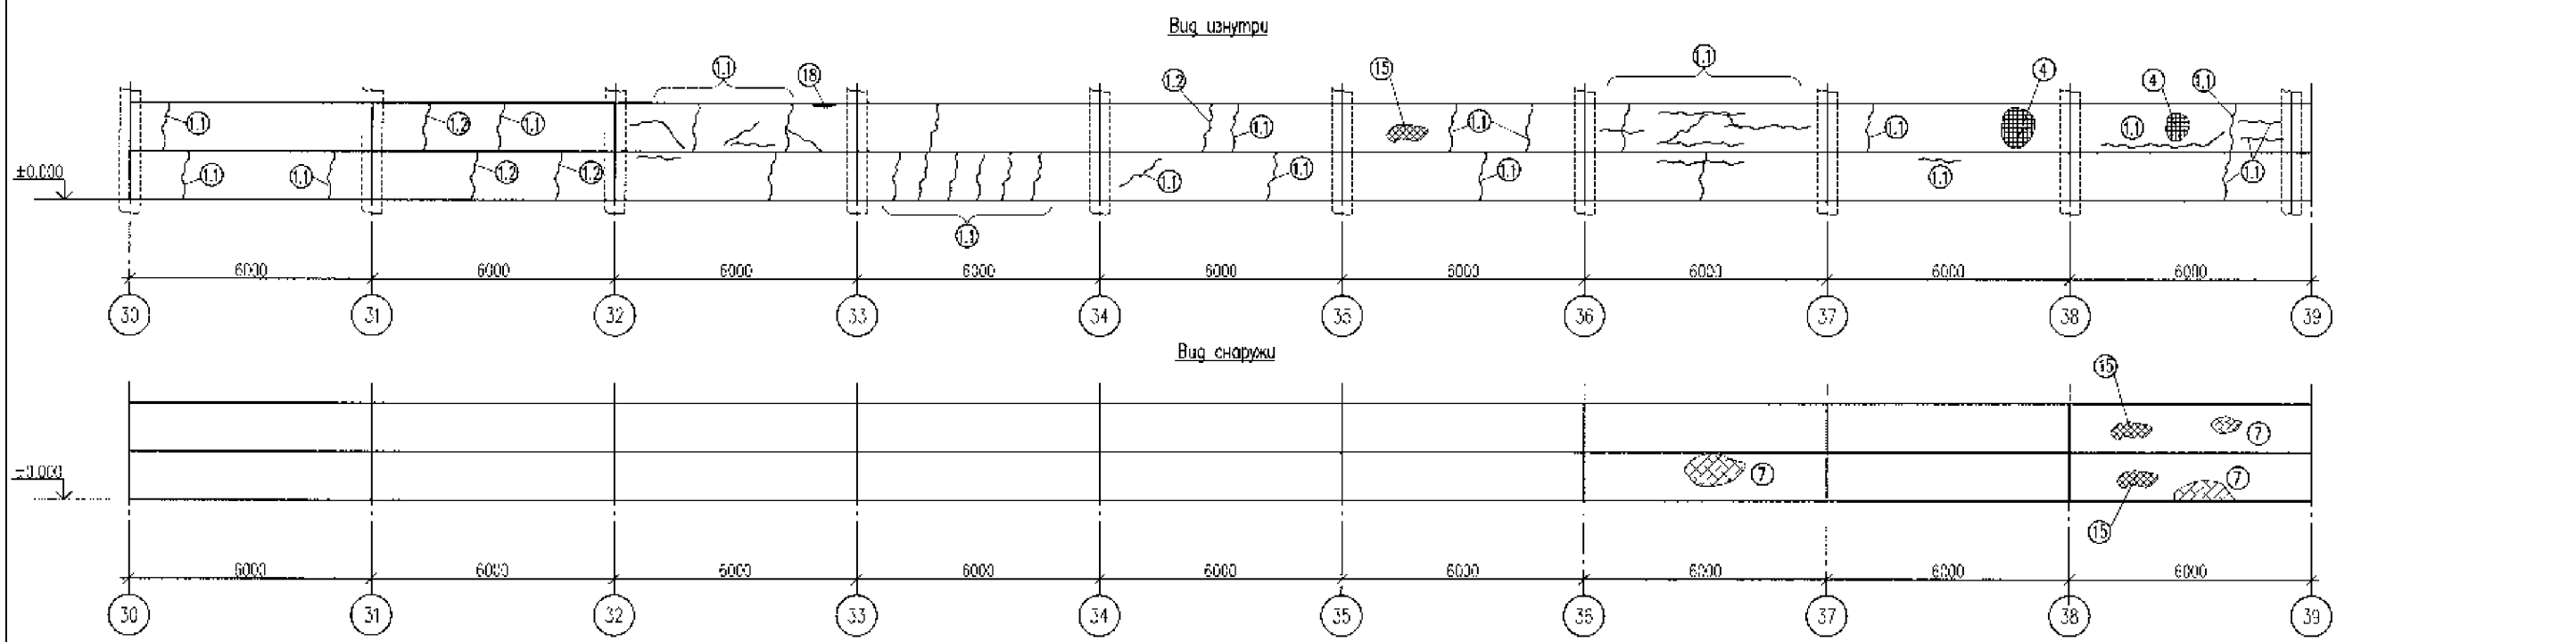 Вид изнутри
1.1 18 1.2 15 1.1 4 4 1.1
1.1 1.2 1.1 1.1 1.1 1.1 1.1
±0.000 1.1 1.1 1.2 1.2 1.1 1.1 1.1 1.1 1.1
1.1
6000 6000 6000 6000 6000 6000 6000 6000 6000
30 31 32 33 34 35 36 37 38 39
Вид снаружи
15
7
±0.000 7 7
15
6000 6000 6000 6000 6000 6000 6000 6000 6000
30 31 32 33 34 35 36 37 38 39